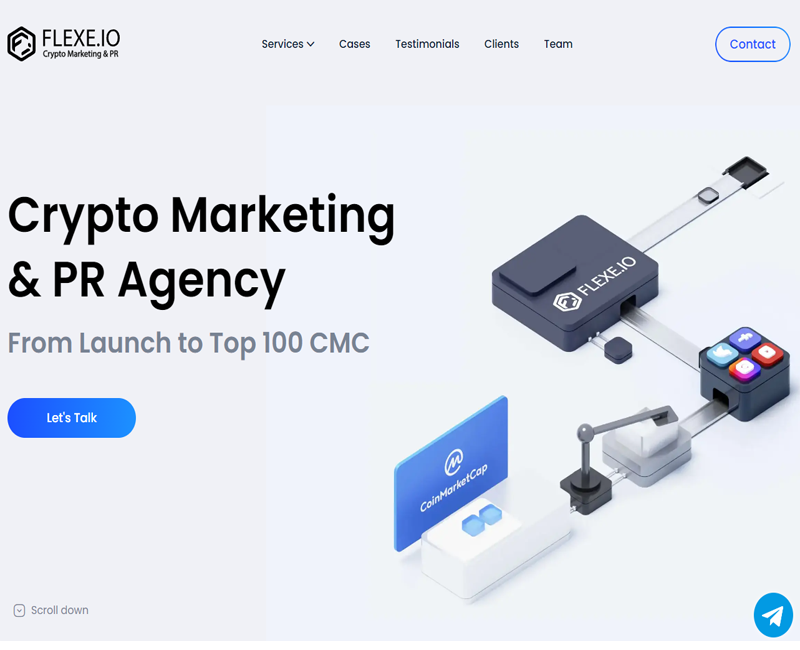 FLEXE.IO
Crypto Marketing & PR
Services
Cases
Testimonials
Clients
Team
Contact
Crypto Marketing
& PR Agency
From Launch to Top 100 CMC
Let's Talk
FLEXE.IO
CoinMarketCap
Scroll down